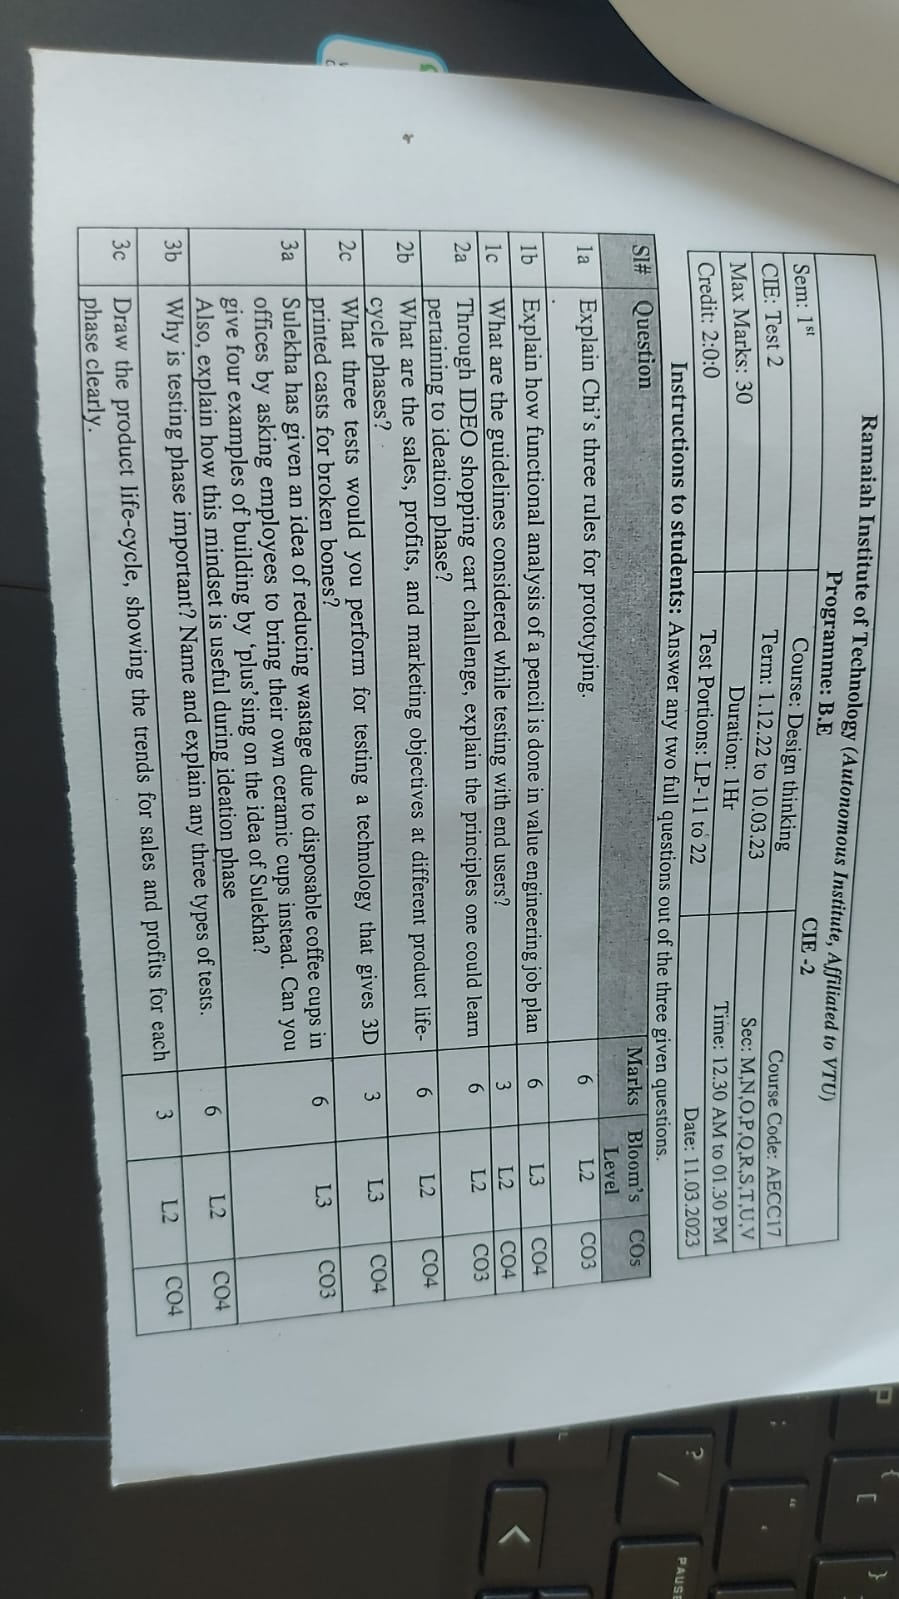 Ramaiah Institute of Technology (Autonomous Institute, Affiliated to VTU)
Programme: B.E CIE -2
Sem: 1st Course: Design thinking Course Code: AECC17
CIE: Test 2 Term: 1.12.22 to 10.03.23 Sec: M,N,O,P,Q,R,S,T,U,V
Max Marks: 30 Duration: 1Hr Time: 12.30 AM to 01.30 PM
Credit: 2:0:0 Test Portions: LP-11 to 22 Date: 11.03.2023
Instructions to students: Answer any two full questions out of the three given questions.
Sl# Question Marks Bloom's Level COs
1a Explain Chi's three rules for prototyping. 6 L2 CO3
1b Explain how functional analysis of a pencil is done in value engineering job plan 6 L3 CO4
1c What are the guidelines considered while testing with end users? 3 L2 CO4
2a Through IDEO shopping cart challenge, explain the principles one could learn 6 L2 CO3
pertaining to ideation phase?
2b What are the sales, profits, and marketing objectives at different product life- 6 L2 CO4
cycle phases?
2c What three tests would you perform for testing a technology that gives 3D 3 L3 CO4
printed casts for broken bones?
3a Sulekha has given an idea of reducing wastage due to disposable coffee cups in 6 L3 CO3
offices by asking employees to bring their own ceramic cups instead. Can you
give four examples of building by 'plus'sing on the idea of Sulekha?
Also, explain how this mindset is useful during ideation phase
3b Why is testing phase important? Name and explain any three types of tests. 6 L2 CO4
3c Draw the product life-cycle, showing the trends for sales and profits for each 3 L2 CO4
phase clearly.
P
{
[
}
"
'
:
;
?
/
PAUSE
<